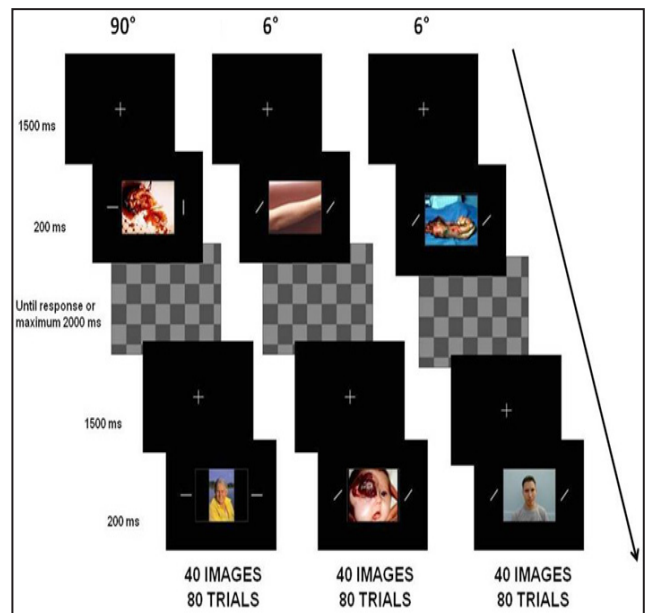 90° 6° 6°
1500 ms
200 ms
Until response or
maximum 2000 ms
1500 ms
200 ms
40 IMAGES 40 IMAGES 40 IMAGES
80 TRIALS 80 TRIALS 80 TRIALS